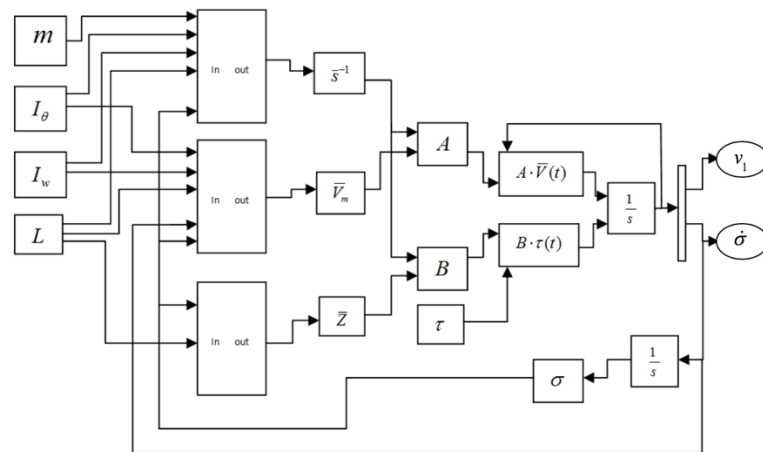 m
I_θ
I_w
L
In out
In out
In out
s̄⁻¹
V̄_m
Z̄
A
B
τ
A·V̄(t)
B·τ(t)
1/s
v₁
σ̇
1/s
σ